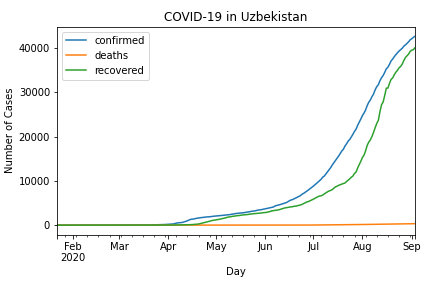 COVID-19 in Uzbekistan
confirmed
deaths
recovered
Number of Cases
40000
30000
20000
10000
0
Feb Mar Apr May Jun Jul Aug Sep
2020
Day